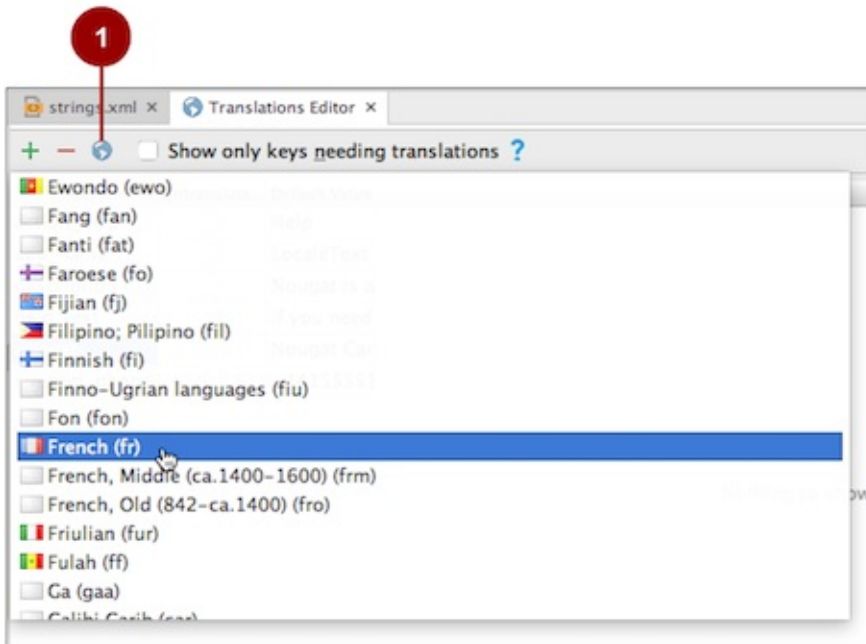 1
strings.xml × Translations Editor ×
+ − Show only keys needing translations ?
Ewondo (ewo)
Fang (fan)
Fanti (fat)
Faroese (fo)
Fijian (fj)
Filipino; Pilipino (fil)
Finnish (fi)
Finno-Ugrian languages (fiu)
Fon (fon)
French (fr)
French, Middle (ca.1400-1600) (frm)
French, Old (842-ca.1400) (fro)
Friulian (fur)
Fulah (ff)
Ga (gaa)